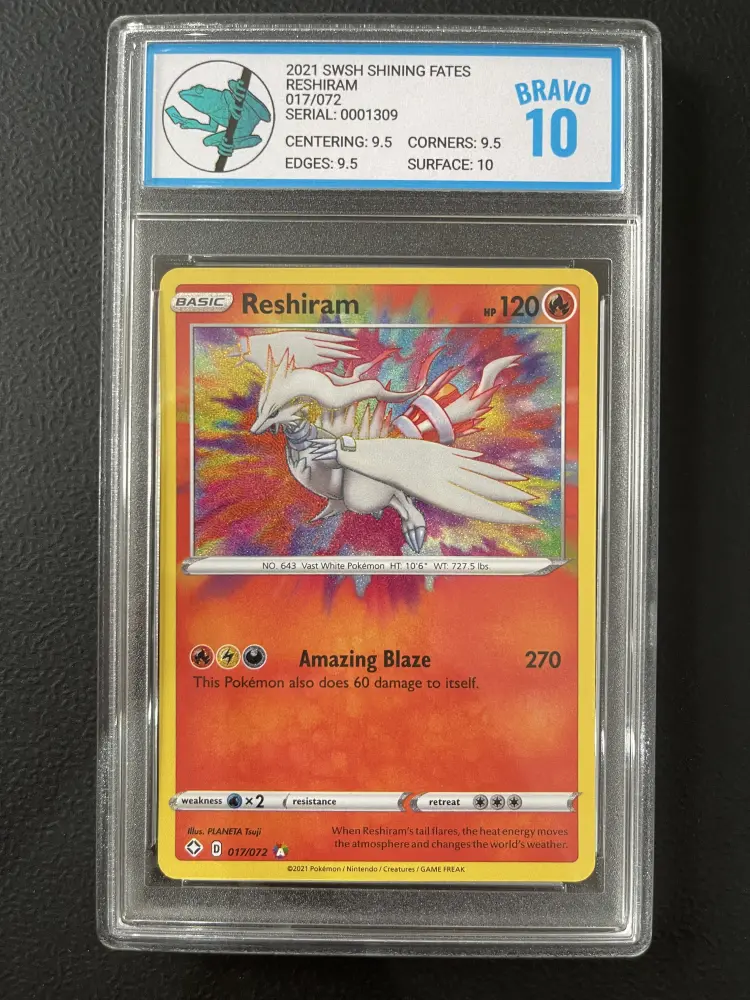 2021 SWSH SHINING FATES
RESHIRAM
017/072
SERIAL: 0001309
CENTERING: 9.5 CORNERS: 9.5
EDGES: 9.5 SURFACE: 10
BRAVO
10
BASIC Reshiram HP 120
NO. 643 Vast White Pokémon HT: 10'6" WT: 727.5 lbs.
Amazing Blaze 270
This Pokémon also does 60 damage to itself.
weakness ×2 resistance retreat
Illus. PLANETA Tsuji
When Reshiram's tail flares, the heat energy moves
the atmosphere and changes the world's weather.
D 017/072 A
©2021 Pokémon / Nintendo / Creatures / GAME FREAK